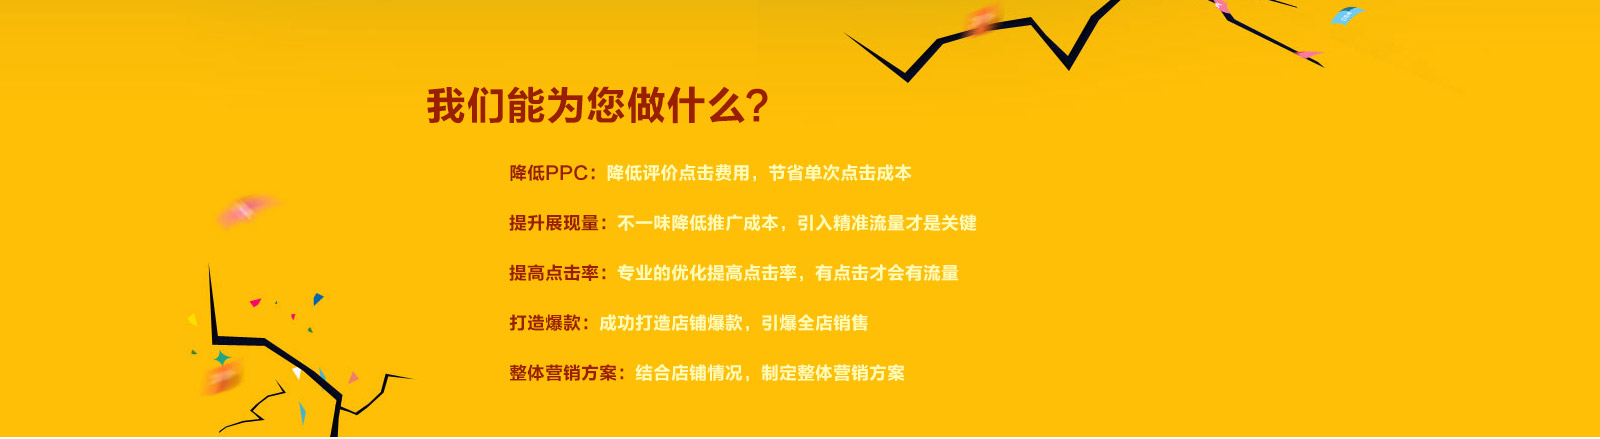 我们能为您做什么?
降低PPC：降低评价点击费用，节省单次点击成本
提升展现量：不一味降低推广成本，引入精准流量才是关键
提高点击率：专业的优化提高点击率，有点击才会有流量
打造爆款：成功打造店铺爆款，引爆全店销售
整体营销方案：结合店铺情况，制定整体营销方案